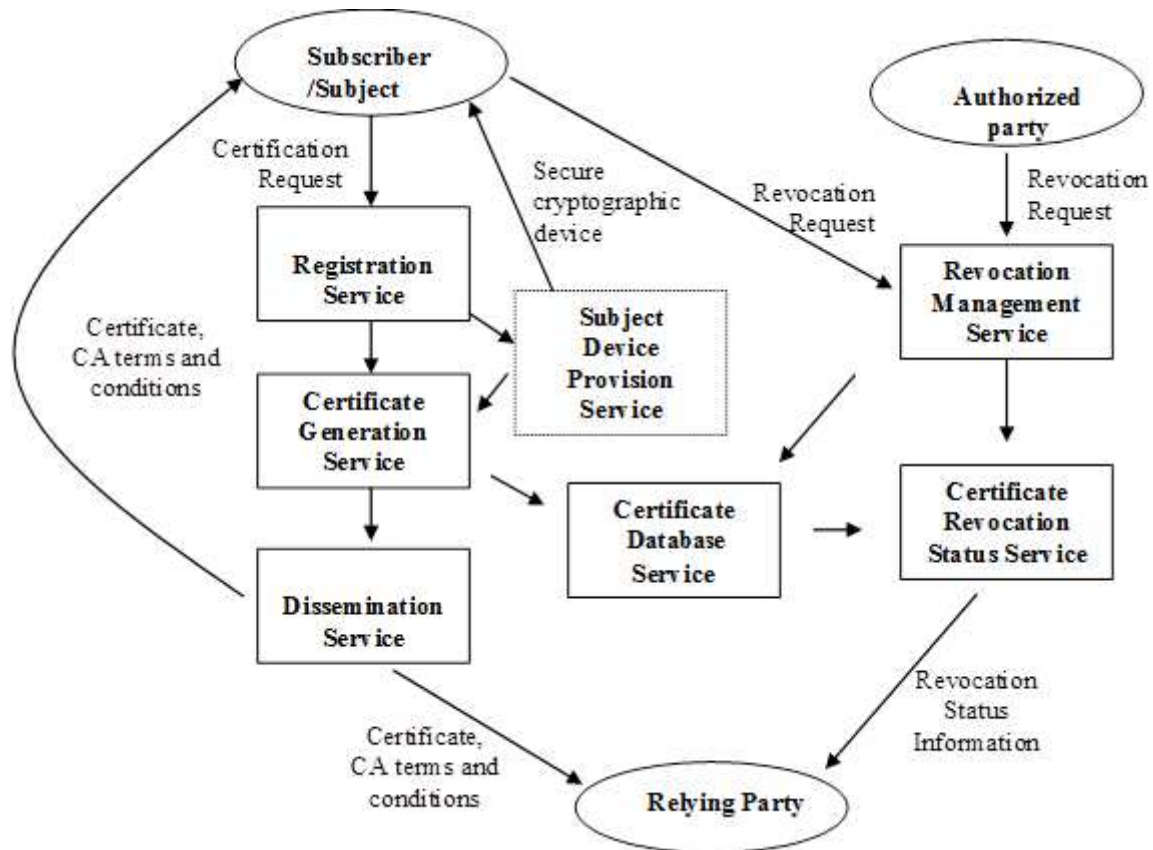 Subscriber
/Subject
Authorized
party
Certification
Request
Secure
cryptographic
device
Revocation
Request
Revocation
Request
Registration
Service
Subject
Device
Provision
Service
Revocation
Management
Service
Certificate,
CA terms and
conditions
Certificate
Generation
Service
Certificate
Database
Service
Certificate
Revocation
Status Service
Dissemination
Service
Certificate,
CA terms and
conditions
Revocation
Status
Information
Relying Party